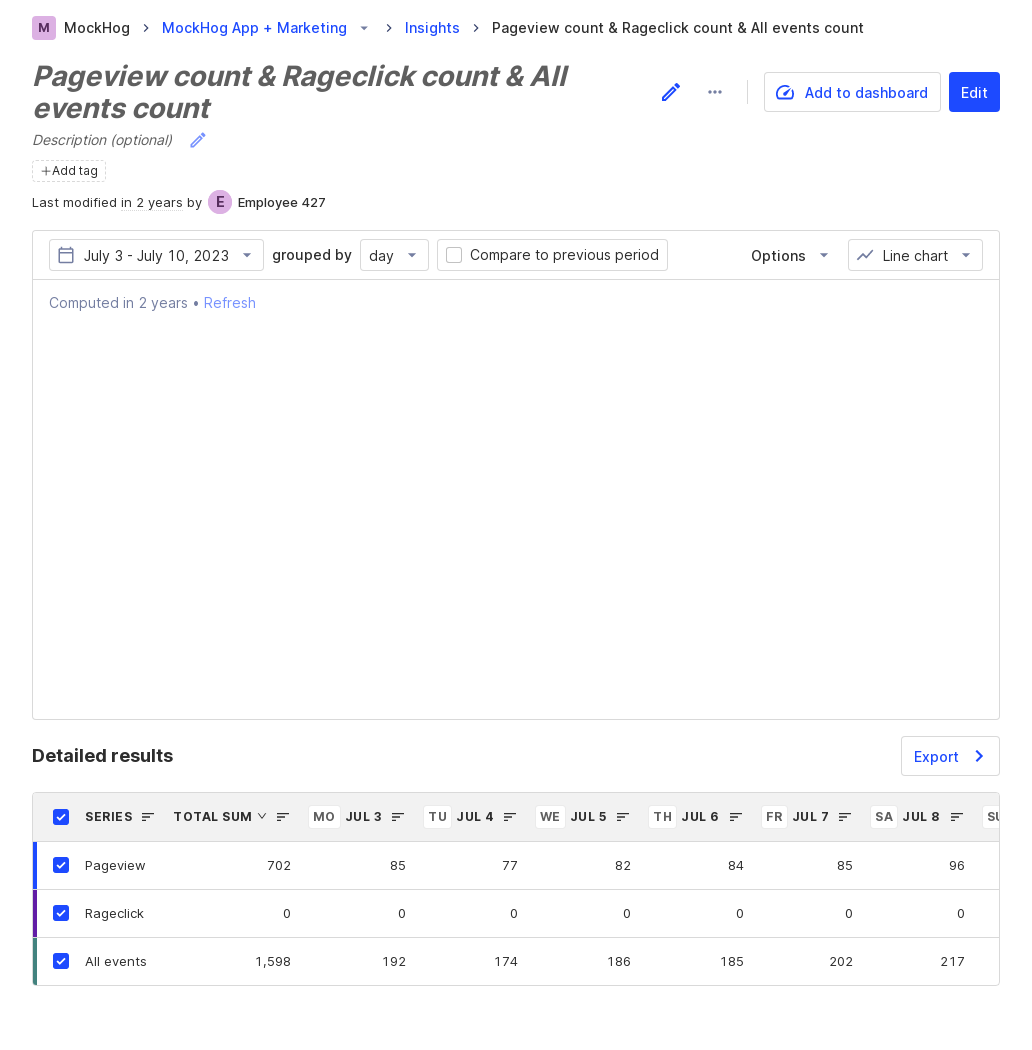 M MockHog MockHog App + Marketing Insights Pageview count & Rageclick count & All events count
Pageview count & Rageclick count & All
events count
Add to dashboard
Edit
Description (optional)
Add tag
Last modified in 2 years by E Employee 427
July 3 - July 10, 2023 grouped by day Compare to previous period Options Line chart
Computed in 2 years • Refresh
Detailed results
Export
SERIES TOTAL SUM MO JUL 3 TU JUL 4 WE JUL 5 TH JUL 6 FR JUL 7 SA JUL 8
Pageview 702 85 77 82 84 85 96
Rageclick 0 0 0 0 0 0 0
All events 1,598 192 174 186 185 202 217